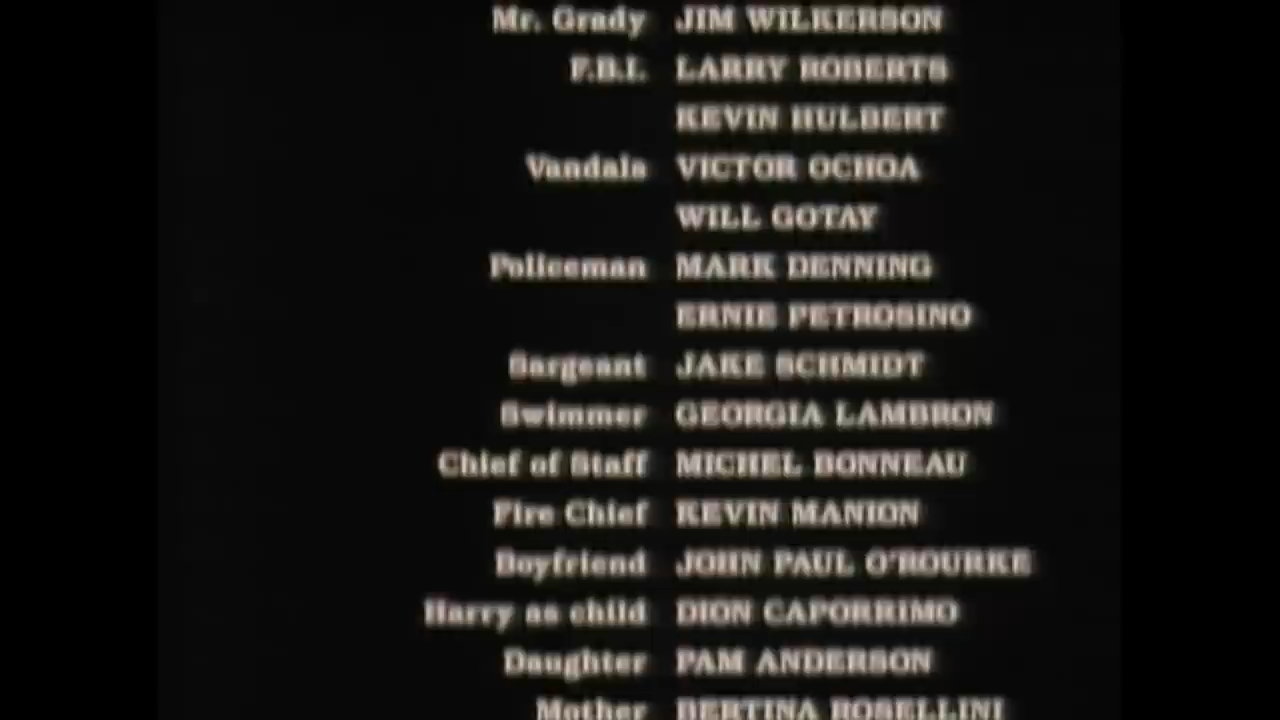 Mr. Grady JIM WILKERSON
F.B.I. LARRY ROBERTS
KEVIN HULBERT
Vandals VICTOR OCHOA
WILL GOTAY
Policeman MARK DENNING
ERNIE PETROSINO
Sargeant JAKE SCHMIDT
Swimmer GEORGIA LAMBRON
Chief of Staff MICHEL BONNEAU
Fire Chief KEVIN MANION
Boyfriend JOHN PAUL O'ROURKE
Harry as child DION CAPORRIMO
Daughter PAM ANDERSON
Mother BERTINA ROSELLINI